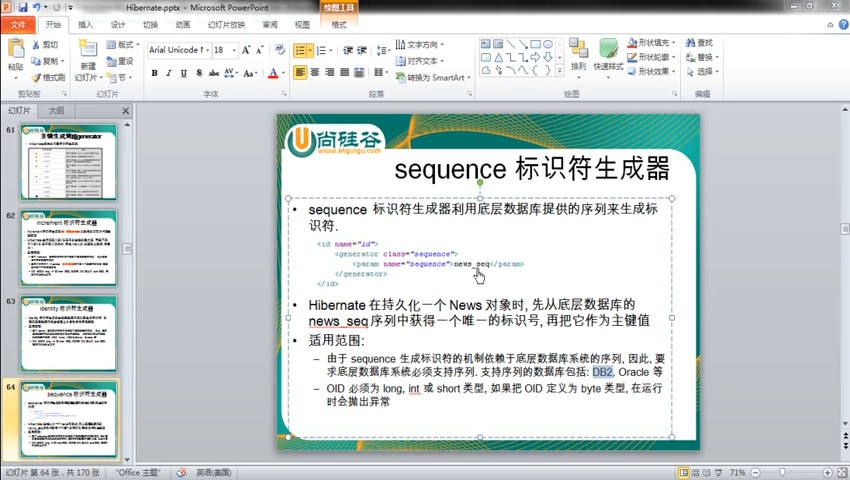 Hibernate.pptx - Microsoft PowerPoint
绘图工具
文件 开始 插入 设计 切换 动画 幻灯片放映 审阅 视图 格式
粘贴 剪切 复制 格式刷
剪贴板
新建 幻灯片 版式 重设 节
幻灯片
Arial Unicode 18
字体
文字方向 对齐文本 转换为 SmartArt
段落
排列 快速样式 形状填充 形状轮廓 形状效果
绘图
查找 替换 选择
编辑
幻灯片 大纲
61
主键生成策略generator
62
increment 标识符生成器
63
identity 标识符生成器
64
sequence 标识符生成器
尚硅谷
www.atguigu.com
sequence 标识符生成器
• sequence 标识符生成器利用底层数据库提供的序列来生成标
识符.
<id name="id">
<generator class="sequence">
<param name="sequence">news_seq</param>
</generator>
</id>
• Hibernate 在持久化一个 News 对象时, 先从底层数据库的
news_seq 序列中获得一个唯一的标识号, 再把它作为主键值
• 适用范围:
– 由于 sequence 生成标识符的机制依赖于底层数据库系统的序列, 因此, 要
求底层数据库系统必须支持序列. 支持序列的数据库包括: DB2, Oracle 等
– OID 必须为 long, int 或 short 类型, 如果把 OID 定义为 byte 类型, 在运行
时会抛出异常
幻灯片 第 64 张, 共 170 张 "Office 主题" 英语(美国) 71%